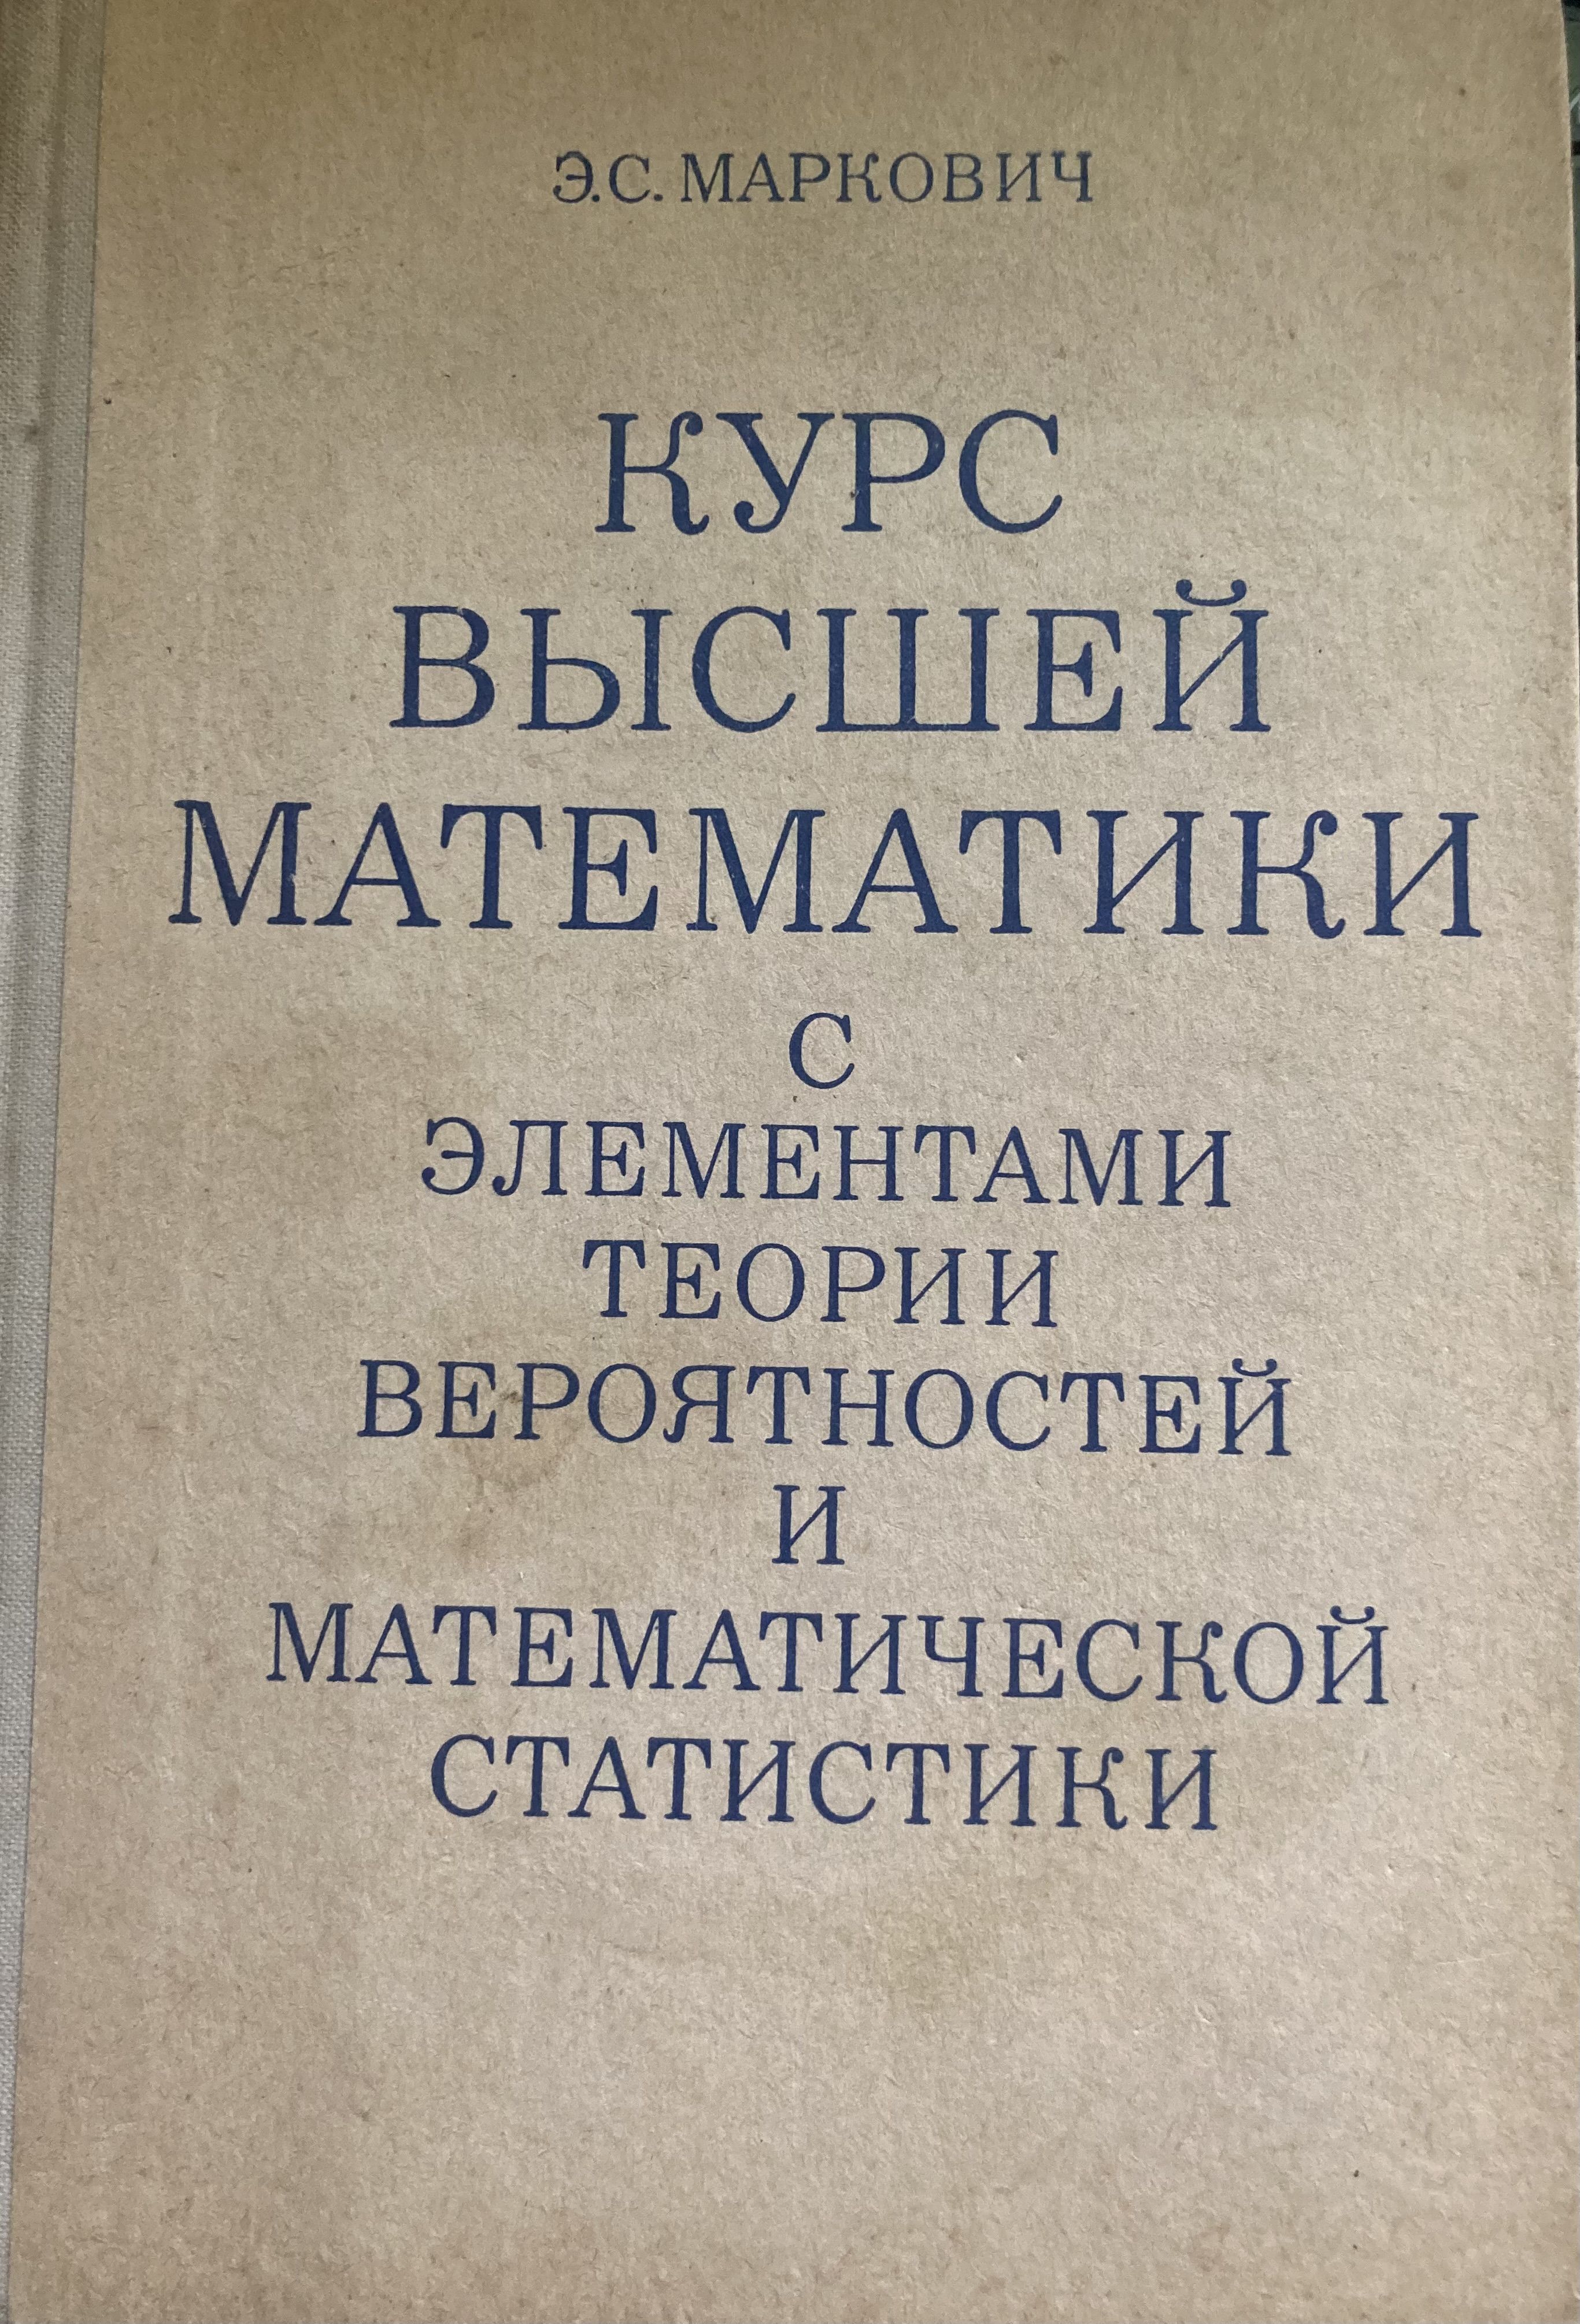 Э.С. МАРКОВИЧ
КУРС
ВЫСШЕЙ
МАТЕМАТИКИ
С
ЭЛЕМЕНТАМИ
ТЕОРИИ
ВЕРОЯТНОСТЕЙ
И
МАТЕМАТИЧЕСКОЙ
СТАТИСТИКИ